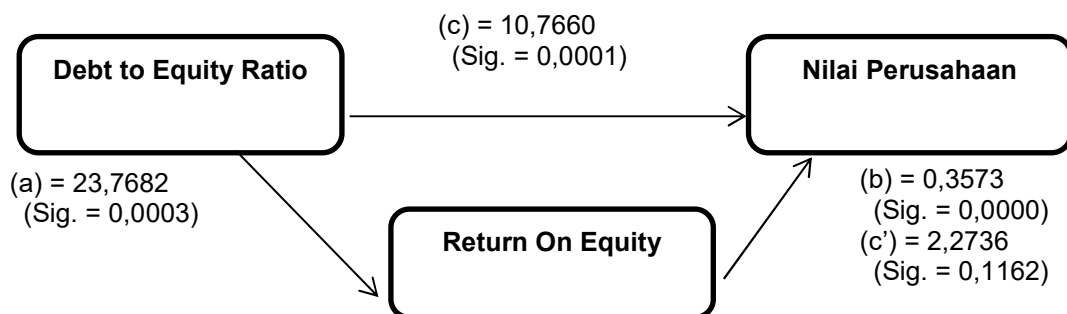 (c) = 10,7660
(Sig. = 0,0001)
Debt to Equity Ratio
Nilai Perusahaan
(a) = 23,7682
(Sig. = 0,0003)
(b) = 0,3573
(Sig. = 0,0000)
(c’) = 2,2736
(Sig. = 0,1162)
Return On Equity